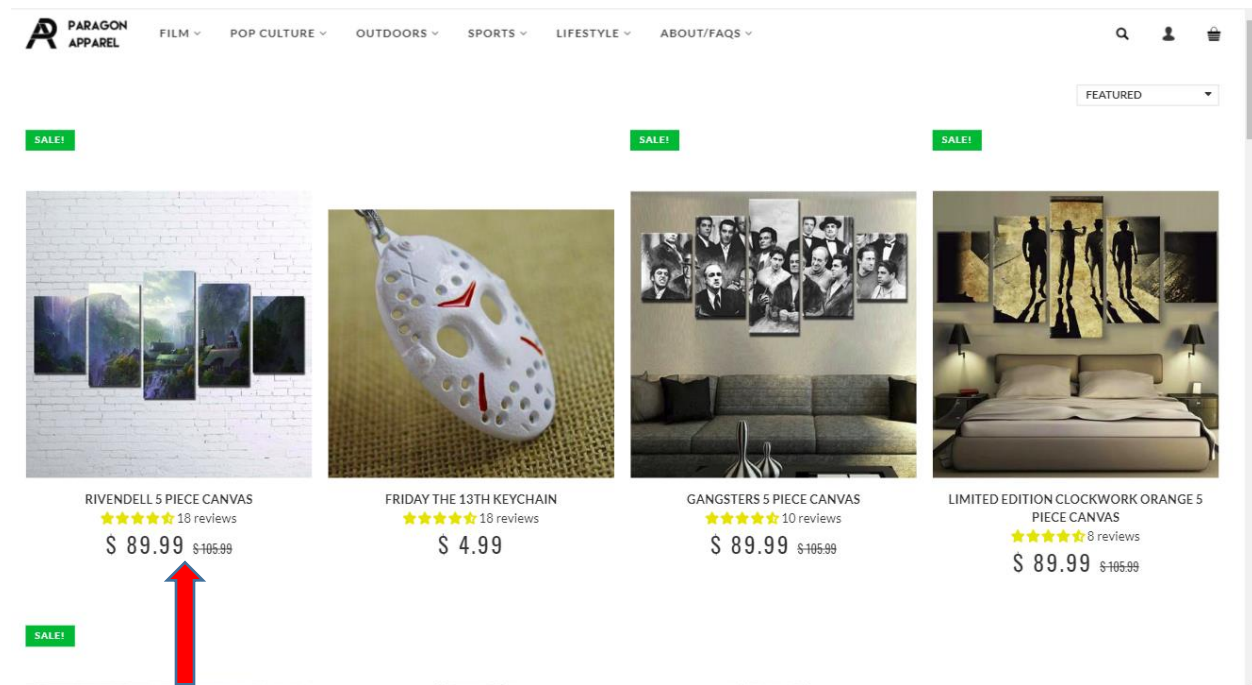 PARAGON
APPAREL
FILM POP CULTURE OUTDOORS SPORTS LIFESTYLE ABOUT/FAQS
FEATURED
SALE! SALE! SALE!
RIVENDELL 5 PIECE CANVAS
18 reviews
$ 89.99 $ 105.99
FRIDAY THE 13TH KEYCHAIN
18 reviews
$ 4.99
GANGSTERS 5 PIECE CANVAS
10 reviews
$ 89.99 $ 105.99
LIMITED EDITION CLOCKWORK ORANGE 5
PIECE CANVAS
8 reviews
$ 89.99 $ 105.99
SALE!